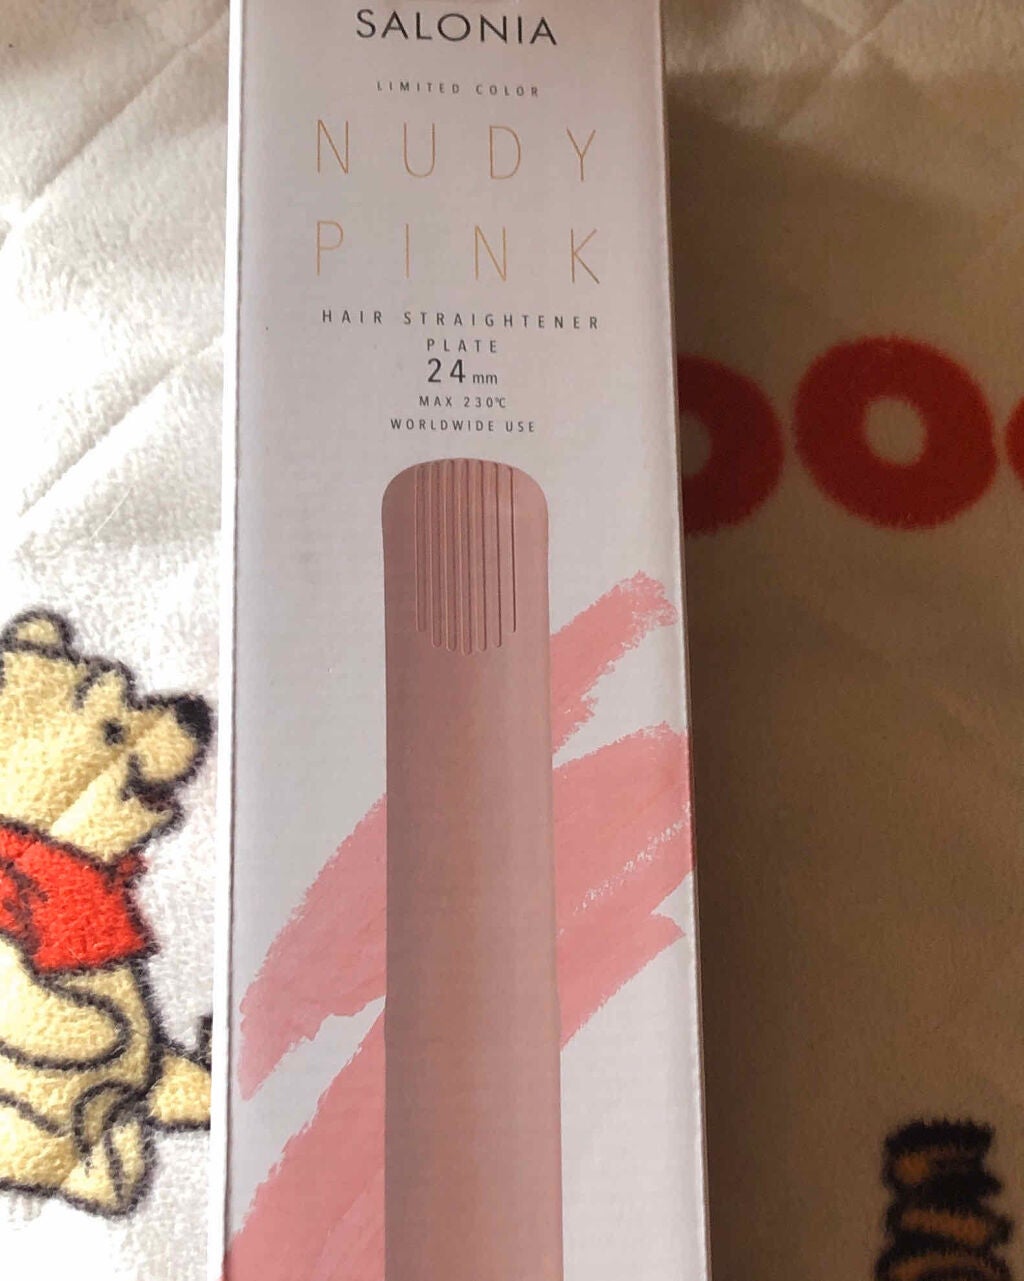 SALONIA
LIMITED COLOR
NUDY
PINK
HAIR STRAIGHTENER
PLATE
24mm
MAX 230℃
WORLDWIDE USE